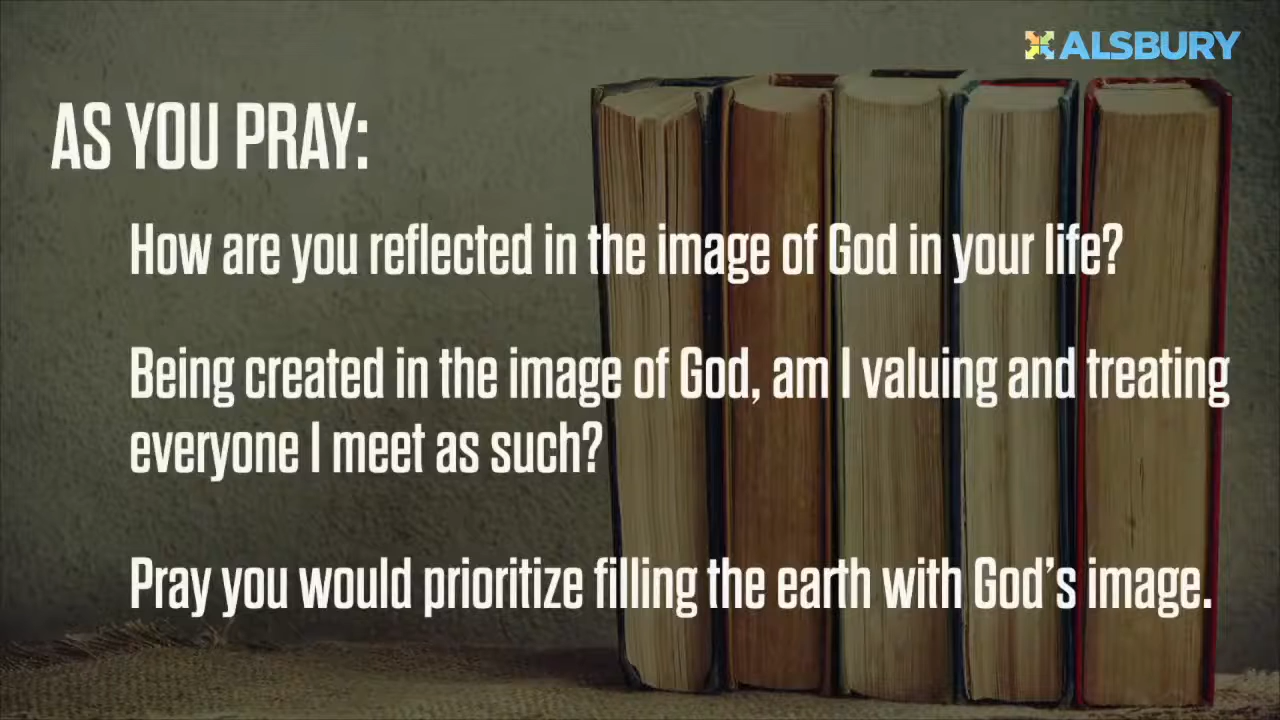 ALSBURY
AS YOU PRAY:
How are you reflected in the image of God in your life?
Being created in the image of God, am I valuing and treating
everyone I meet as such?
Pray you would prioritize filling the earth with God’s image.